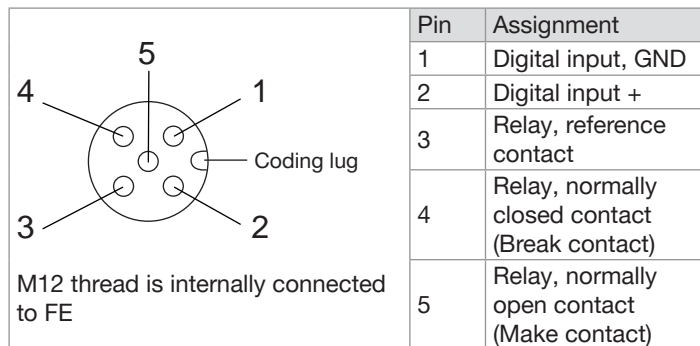 5
4
1
Coding lug
3
2
M12 thread is internally connected
to FE
Pin Assignment
1 Digital input, GND
2 Digital input +
3 Relay, reference
contact
4 Relay, normally
closed contact
(Break contact)
5 Relay, normally
open contact
(Make contact)